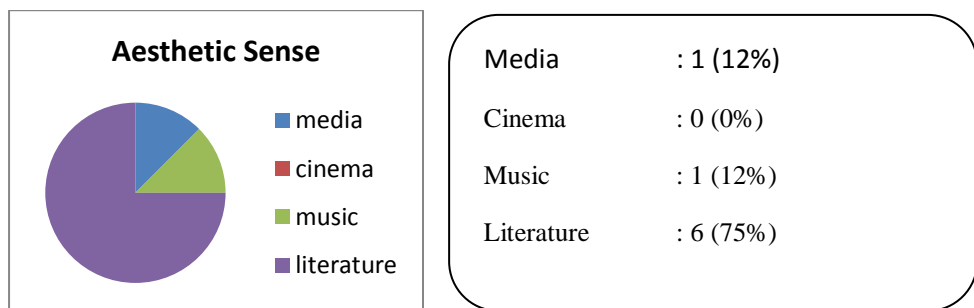 Aesthetic Sense
media
cinema
music
literature
Media : 1 (12%)
Cinema : 0 (0%)
Music : 1 (12%)
Literature : 6 (75%)